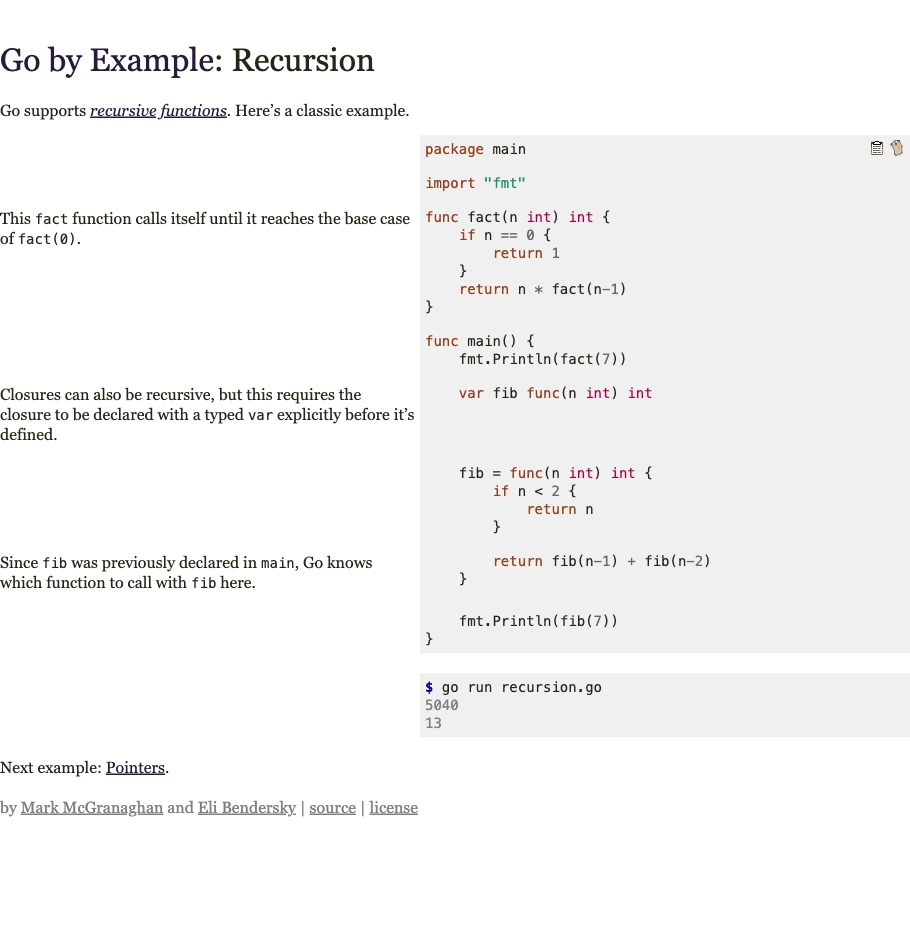 Go by Example: Recursion
Go supports recursive functions. Here’s a classic example.
package main
import "fmt"
This fact function calls itself until it reaches the base case
of fact(0).
func fact(n int) int {
    if n == 0 {
        return 1
    }
    return n * fact(n-1)
}
func main() {
    fmt.Println(fact(7))
Closures can also be recursive, but this requires the
closure to be declared with a typed var explicitly before it’s
defined.
    var fib func(n int) int
    fib = func(n int) int {
        if n < 2 {
            return n
        }
Since fib was previously declared in main, Go knows
which function to call with fib here.
        return fib(n-1) + fib(n-2)
    }
    fmt.Println(fib(7))
}
$ go run recursion.go
5040
13
Next example: Pointers.
by Mark McGranaghan and Eli Bendersky | source | license